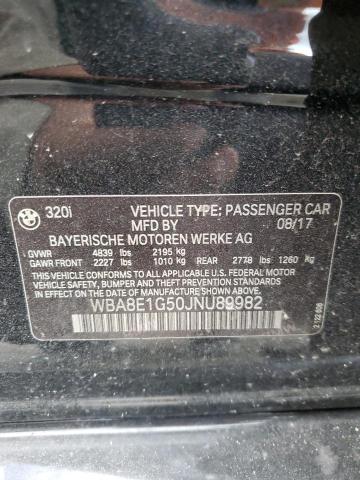 320i VEHICLE TYPE: PASSENGER CAR
MFD BY 08/17
BAYERISCHE MOTOREN WERKE AG
GVWR 4839 lbs 2195 kg
GAWR FRONT 2227 lbs 1010 kg REAR 2778 lbs 1260 kg
THIS VEHICLE CONFORMS TO ALL APPLICABLE FEDERAL MOTOR
VEHICLE SAFETY, BUMPER AND THEFT PREVENTION STANDARDS IN
EFFECT ON THE DATE OF MANUFACTURE SHOWN ABOVE.
WBA8E1G50JNU89982